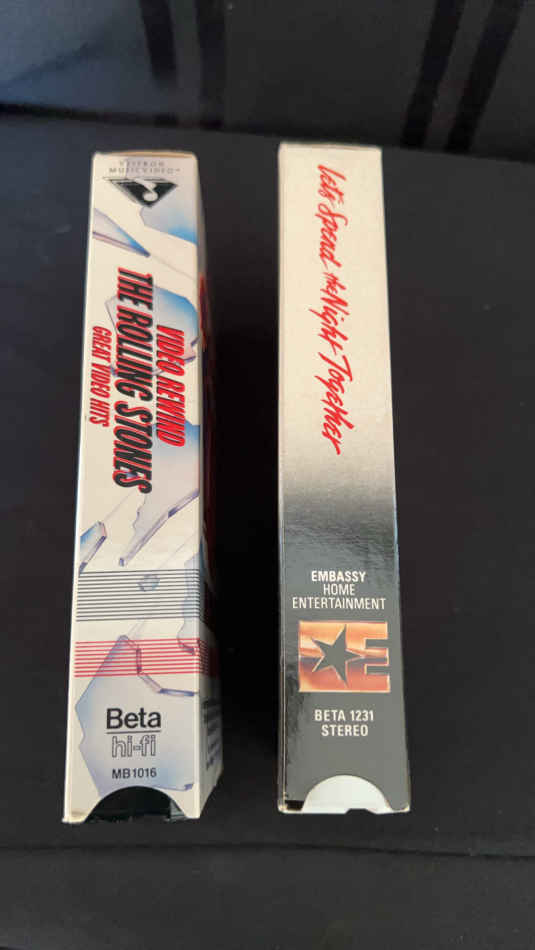 VESTRON
MUSICVIDEO
VIDEO REWIND
THE ROLLING STONES
GREAT VIDEO HITS
Beta
hi-fi
MB1016
Let's Spend the Night Together
EMBASSY
HOME
ENTERTAINMENT
E
BETA 1231
STEREO